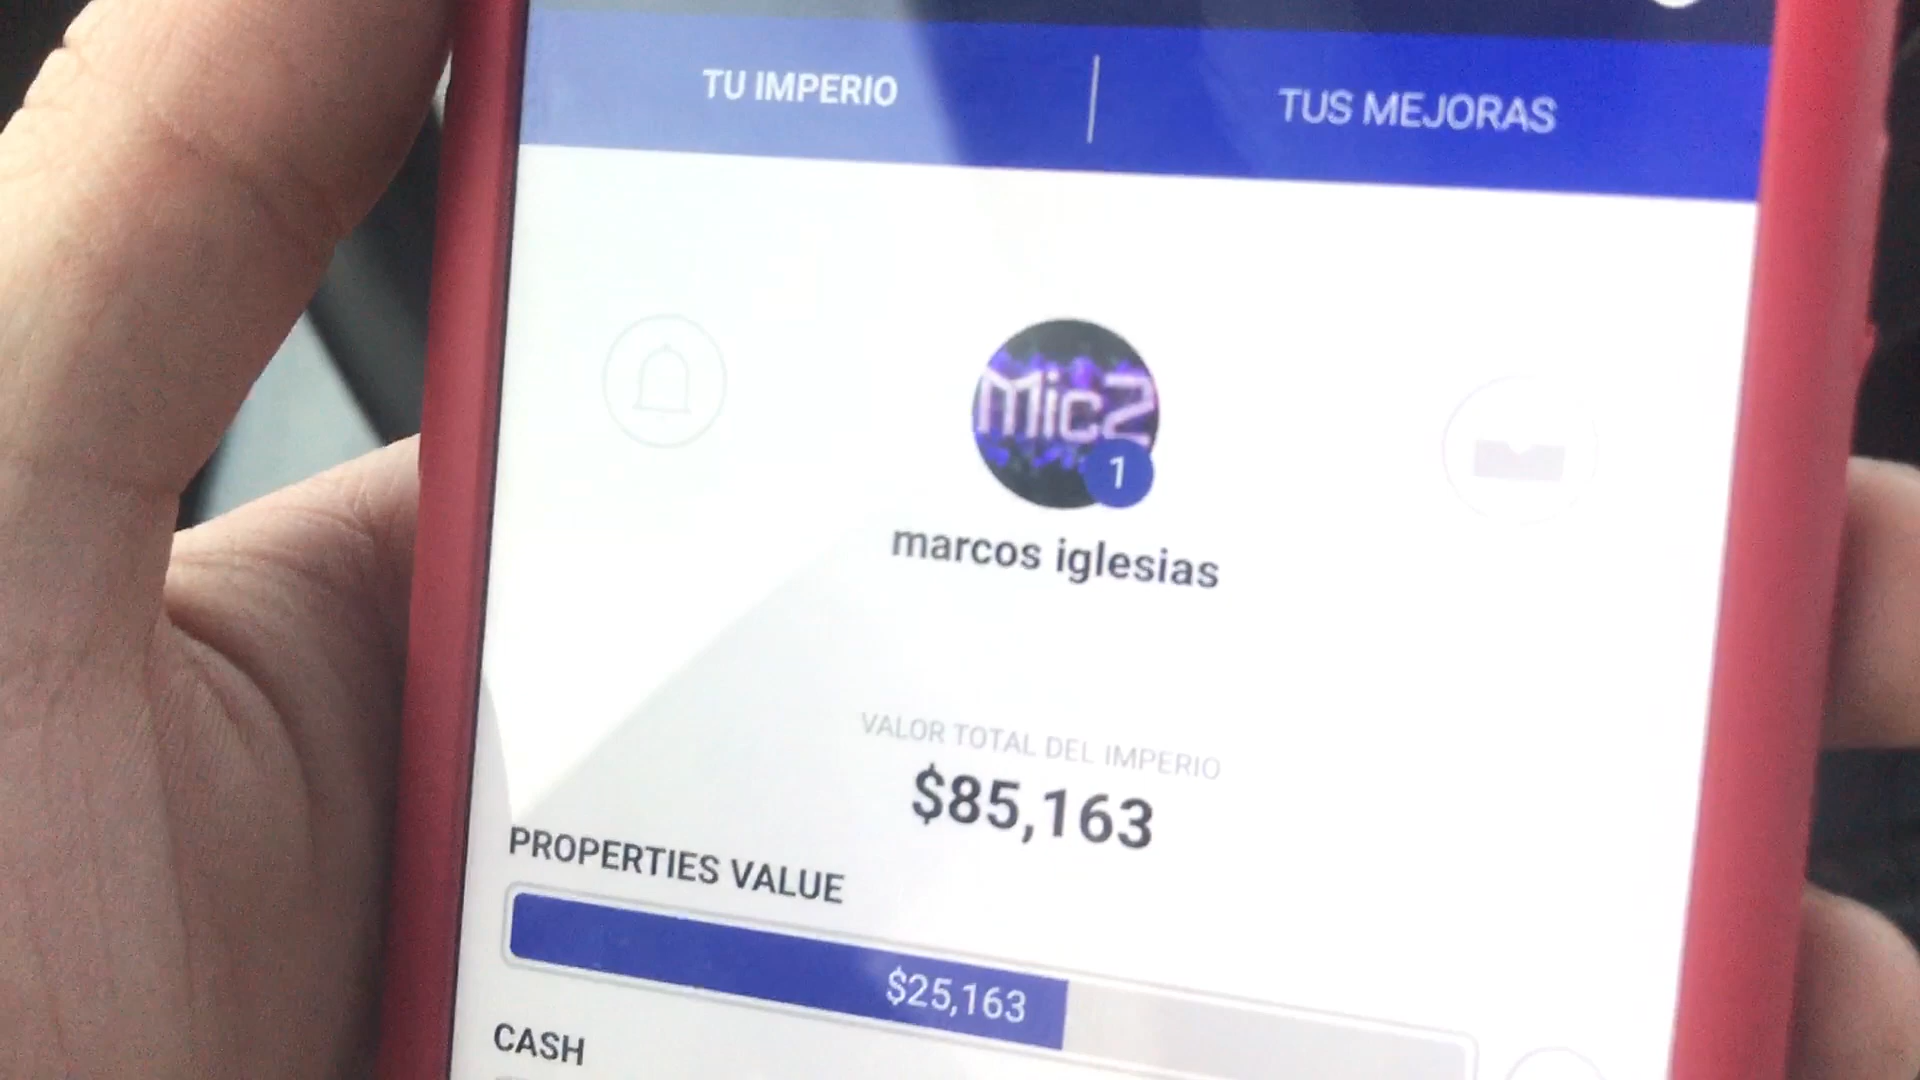 TU IMPERIO
TUS MEJORAS
Mic2
1
marcos iglesias
VALOR TOTAL DEL IMPERIO
$85,163
PROPERTIES VALUE
$25,163
CASH